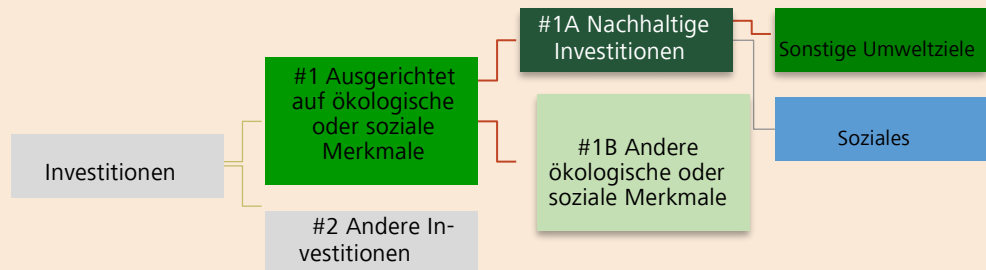 Investitionen
#1 Ausgerichtet
auf ökologische
oder soziale
Merkmale
#2 Andere In-
vestitionen
#1A Nachhaltige
Investitionen
#1B Andere
ökologische oder
soziale Merkmale
Sonstige Umweltziele
Soziales